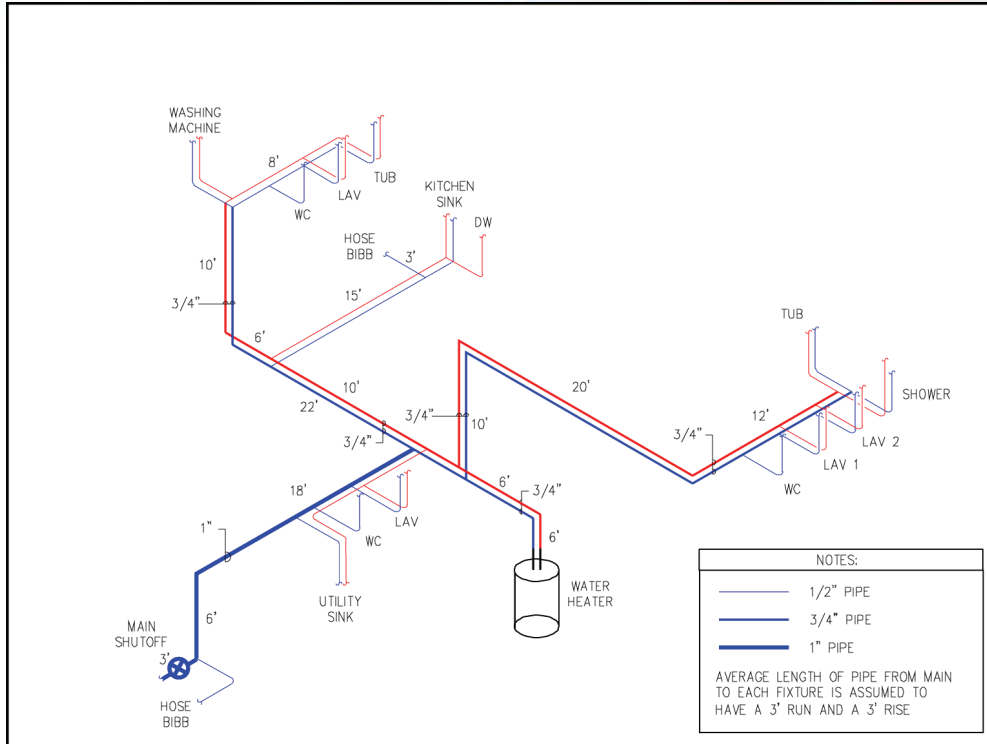 WASHING
MACHINE
8'
TUB
LAV
WC
KITCHEN
SINK
DW
HOSE
BIBB
3'
10'
15'
3/4"
6'
10'
22'
3/4"
3/4"
10'
20'
TUB
SHOWER
12'
LAV 2
LAV 1
WC
3/4"
6'
3/4"
6'
18'
LAV
WC
1"
UTILITY
SINK
WATER
HEATER
6'
MAIN
SHUTOFF
3'
HOSE
BIBB
NOTES:
1/2" PIPE
3/4" PIPE
1" PIPE
AVERAGE LENGTH OF PIPE FROM MAIN
TO EACH FIXTURE IS ASSUMED TO
HAVE A 3' RUN AND A 3' RISE